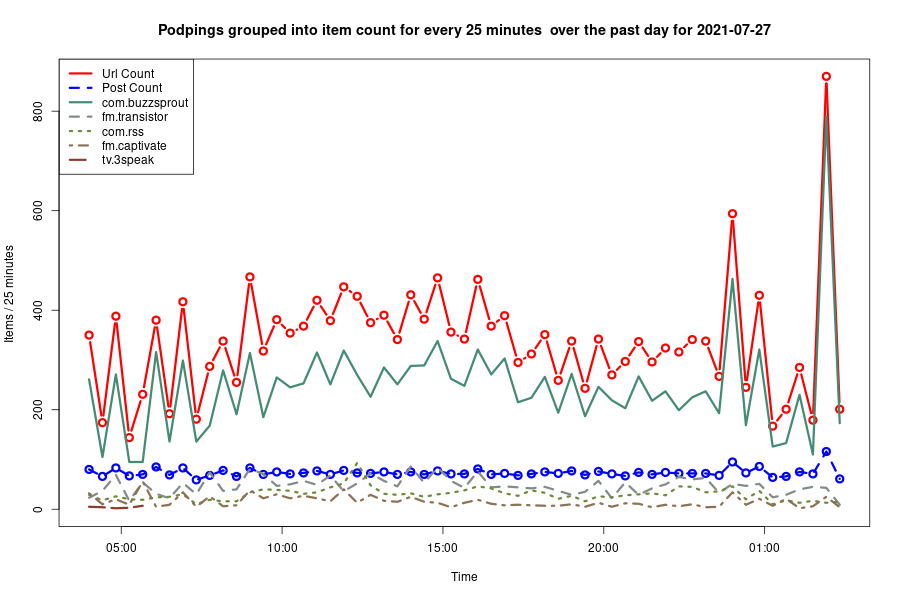 Podpings grouped into item count for every 25 minutes  over the past day for 2021-07-27
Url Count
Post Count
com.buzzsprout
fm.transistor
com.rss
fm.captivate
tv.3speak
Items / 25 minutes
800
600
400
200
0
05:00 10:00 15:00 20:00 01:00
Time